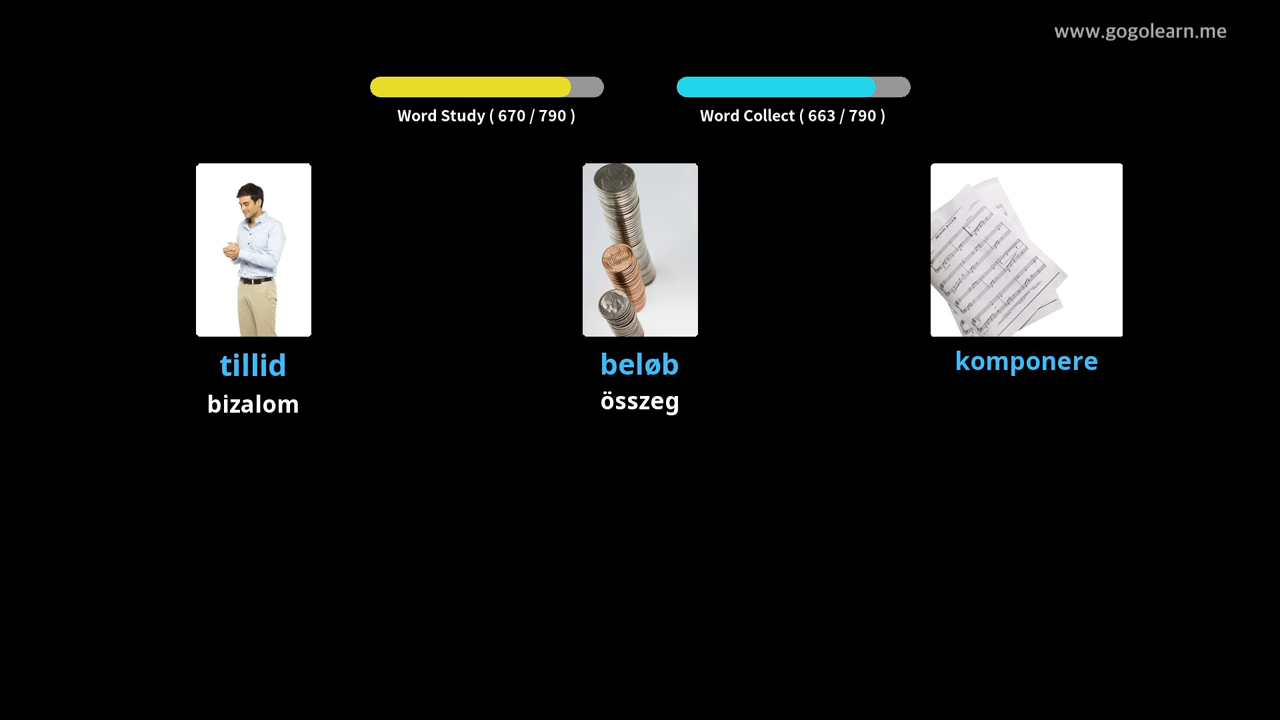 www.gogolearn.me
Word Study ( 670 / 790 )
Word Collect ( 663 / 790 )
tillid
bizalom
beløb
összeg
komponere